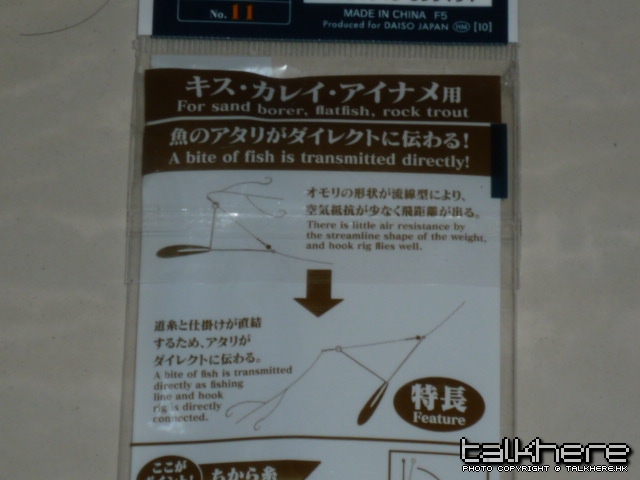 No. 11
MADE IN CHINA F5
Produced for DAISO JAPAN HM [10]
キス・カレイ・アイナメ用
For sand borer, flatfish, rock trout
魚のアタリがダイレクトに伝わる!
A bite of fish is transmitted directly!
オモリの形状が流線型により、
空気抵抗が少なく飛距離が出る。
There is little air resistance by
the streamline shape of the weight,
and hook rig flies well.
道糸と仕掛けが直結
するため、アタリが
ダイレクトに伝わる。
A bite of fish is transmitted
directly as fishing
line and hook
rig is directly
connected.
特長
Feature
ここが
ちから糸
talkhere
PHOTO COPYRIGHT @ TALKHERE.HK